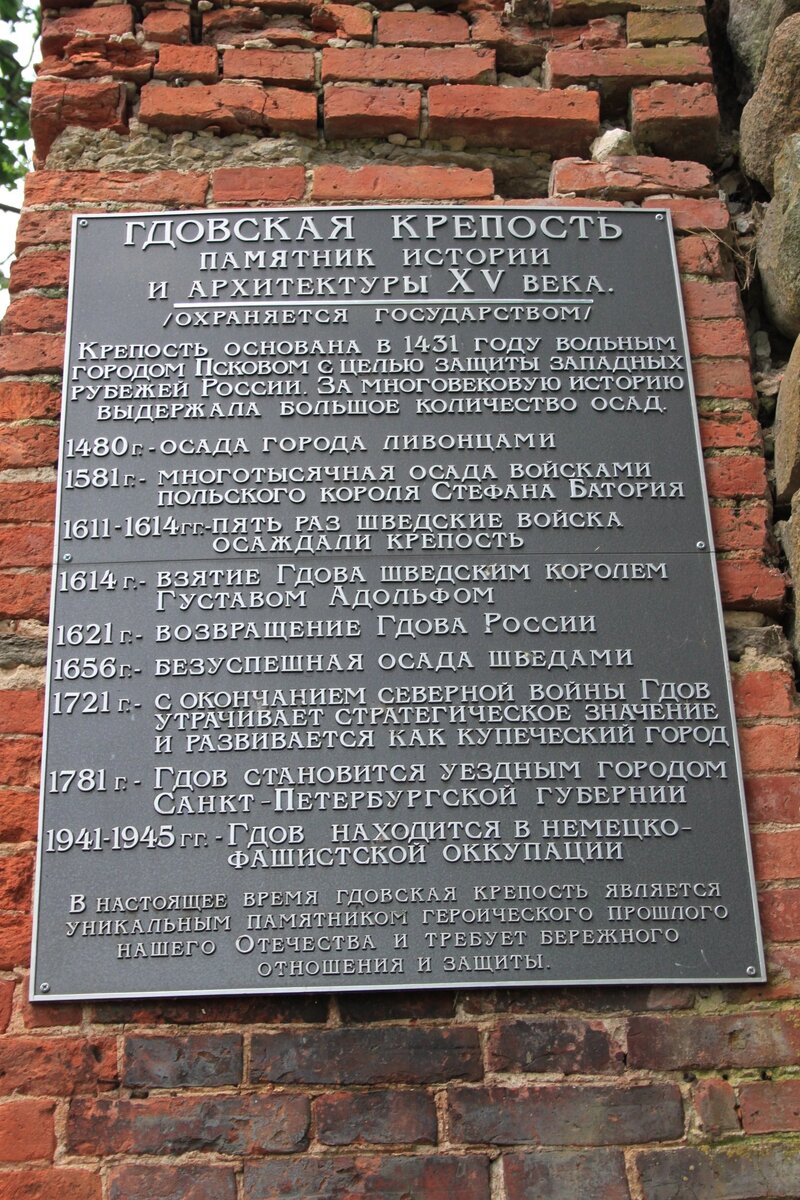 ГДОВСКАЯ КРЕПОСТЬ
ПАМЯТНИК ИСТОРИИ
И АРХИТЕКТУРЫ XV ВЕКА.
/ОХРАНЯЕТСЯ ГОСУДАРСТВОМ/
КРЕПОСТЬ ОСНОВАНА В 1431 ГОДУ ВОЛЬНЫМ
ГОРОДОМ ПСКОВОМ С ЦЕЛЬЮ ЗАЩИТЫ ЗАПАДНЫХ
РУБЕЖЕЙ РОССИИ. ЗА МНОГОВЕКОВУЮ ИСТОРИЮ
ВЫДЕРЖАЛА БОЛЬШОЕ КОЛИЧЕСТВО ОСАД.
1480 Г. - ОСАДА ГОРОДА ЛИВОНЦАМИ
1581 Г. - МНОГОТЫСЯЧНАЯ ОСАДА ВОЙСКАМИ
ПОЛЬСКОГО КОРОЛЯ СТЕФАНА БАТОРИЯ
1611-1614 ГГ. - ПЯТЬ РАЗ ШВЕДСКИЕ ВОЙСКА
ОСАЖДАЛИ КРЕПОСТЬ
1614 Г. - ВЗЯТИЕ ГДОВА ШВЕДСКИМ КОРОЛЕМ
ГУСТАВОМ АДОЛЬФОМ
1621 Г. - ВОЗВРАЩЕНИЕ ГДОВА РОССИИ
1656 Г. - БЕЗУСПЕШНАЯ ОСАДА ШВЕДАМИ
1721 Г. - С ОКОНЧАНИЕМ СЕВЕРНОЙ ВОЙНЫ ГДОВ
УТРАЧИВАЕТ СТРАТЕГИЧЕСКОЕ ЗНАЧЕНИЕ
И РАЗВИВАЕТСЯ КАК КУПЕЧЕСКИЙ ГОРОД
1781 Г. - ГДОВ СТАНОВИТСЯ УЕЗДНЫМ ГОРОДОМ
САНКТ-ПЕТЕРБУРГСКОЙ ГУБЕРНИИ
1941-1945 ГГ. - ГДОВ НАХОДИТСЯ В НЕМЕЦКО-
ФАШИСТСКОЙ ОККУПАЦИИ
В НАСТОЯЩЕЕ ВРЕМЯ ГДОВСКАЯ КРЕПОСТЬ ЯВЛЯЕТСЯ
УНИКАЛЬНЫМ ПАМЯТНИКОМ ГЕРОИЧЕСКОГО ПРОШЛОГО
НАШЕГО ОТЕЧЕСТВА И ТРЕБУЕТ БЕРЕЖНОГО
ОТНОШЕНИЯ И ЗАЩИТЫ.